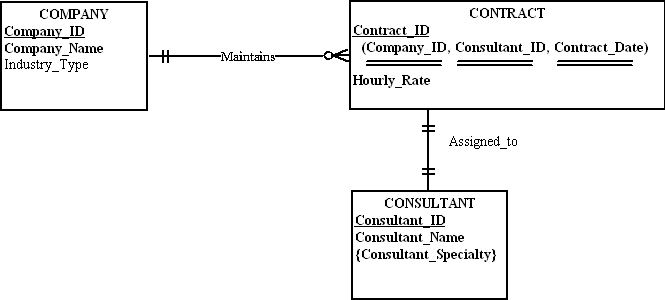 COMPANY
Company_ID
Company_Name
Industry_Type
Maintains
CONTRACT
Contract_ID
(Company_ID, Consultant_ID, Contract_Date)
Hourly_Rate
Assigned_to
CONSULTANT
Consultant_ID
Consultant_Name
{Consultant_Specialty}